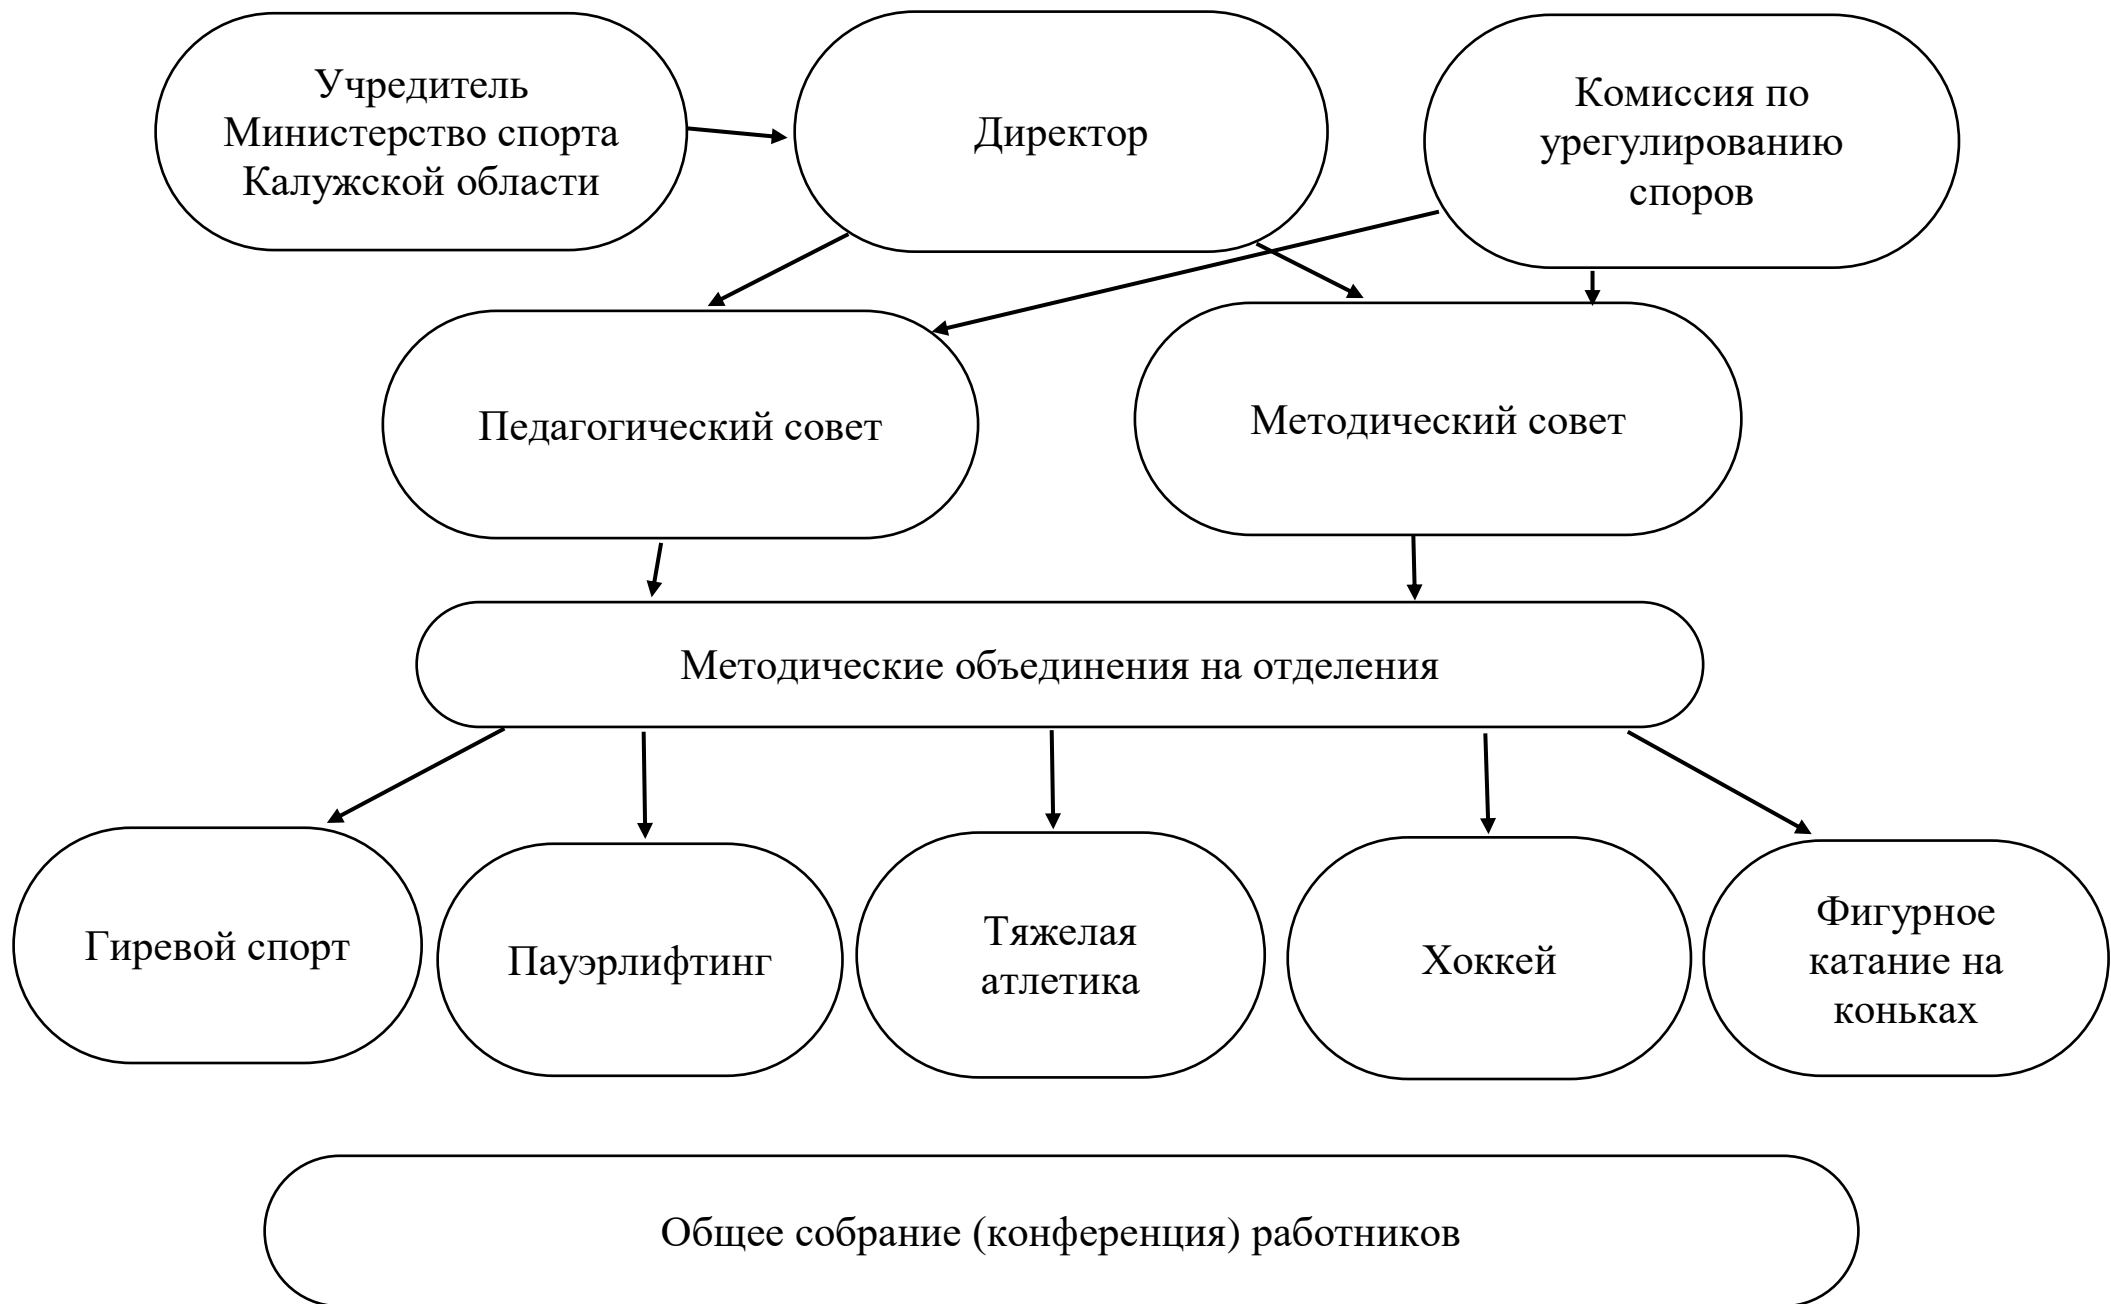 Учредитель
Министерство спорта
Калужской области
Директор
Комиссия по
урегулированию
споров
Педагогический совет
Методический совет
Методические объединения на отделения
Гиревой спорт
Пауэрлифтинг
Тяжелая
атлетика
Хоккей
Фигурное
катание на
коньках
Общее собрание (конференция) работников